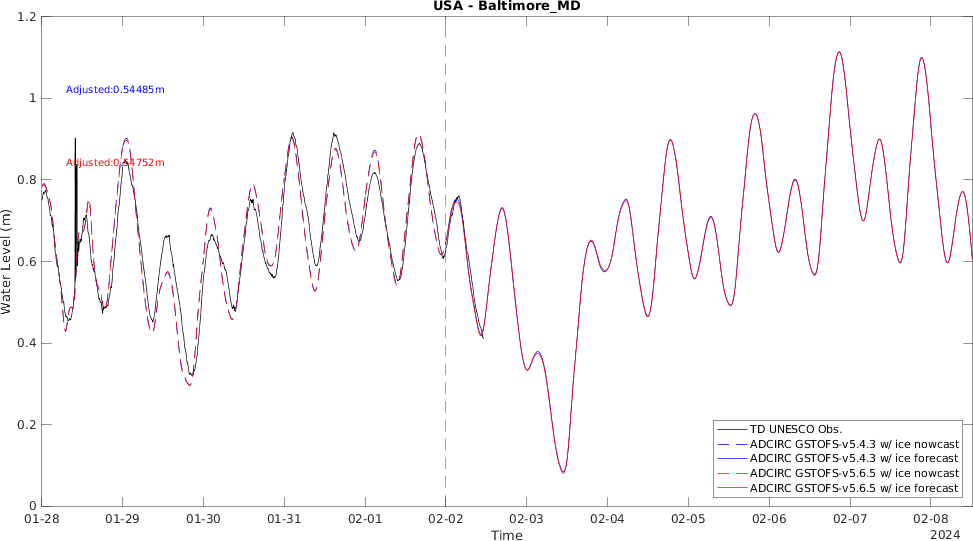 USA - Baltimore_MD
Water Level (m)
1.2
1
0.8
0.6
0.4
0.2
0
Adjusted:0.54485m
Adjusted:0.54752m
TD UNESCO Obs.
ADCIRC GSTOFS-v5.4.3 w/ ice nowcast
ADCIRC GSTOFS-v5.4.3 w/ ice forecast
ADCIRC GSTOFS-v5.6.5 w/ ice nowcast
ADCIRC GSTOFS-v5.6.5 w/ ice forecast
01-28 01-29 01-30 01-31 02-01 02-02 02-03 02-04 02-05 02-06 02-07 02-08
Time
2024